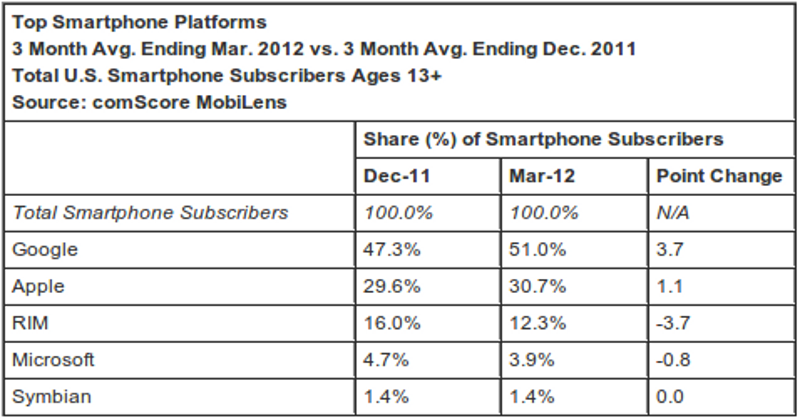 Top Smartphone Platforms
3 Month Avg. Ending Mar. 2012 vs. 3 Month Avg. Ending Dec. 2011
Total U.S. Smartphone Subscribers Ages 13+
Source: comScore MobiLens
Share (%) of Smartphone Subscribers
Dec-11 Mar-12 Point Change
Total Smartphone Subscribers 100.0% 100.0% N/A
Google 47.3% 51.0% 3.7
Apple 29.6% 30.7% 1.1
RIM 16.0% 12.3% -3.7
Microsoft 4.7% 3.9% -0.8
Symbian 1.4% 1.4% 0.0